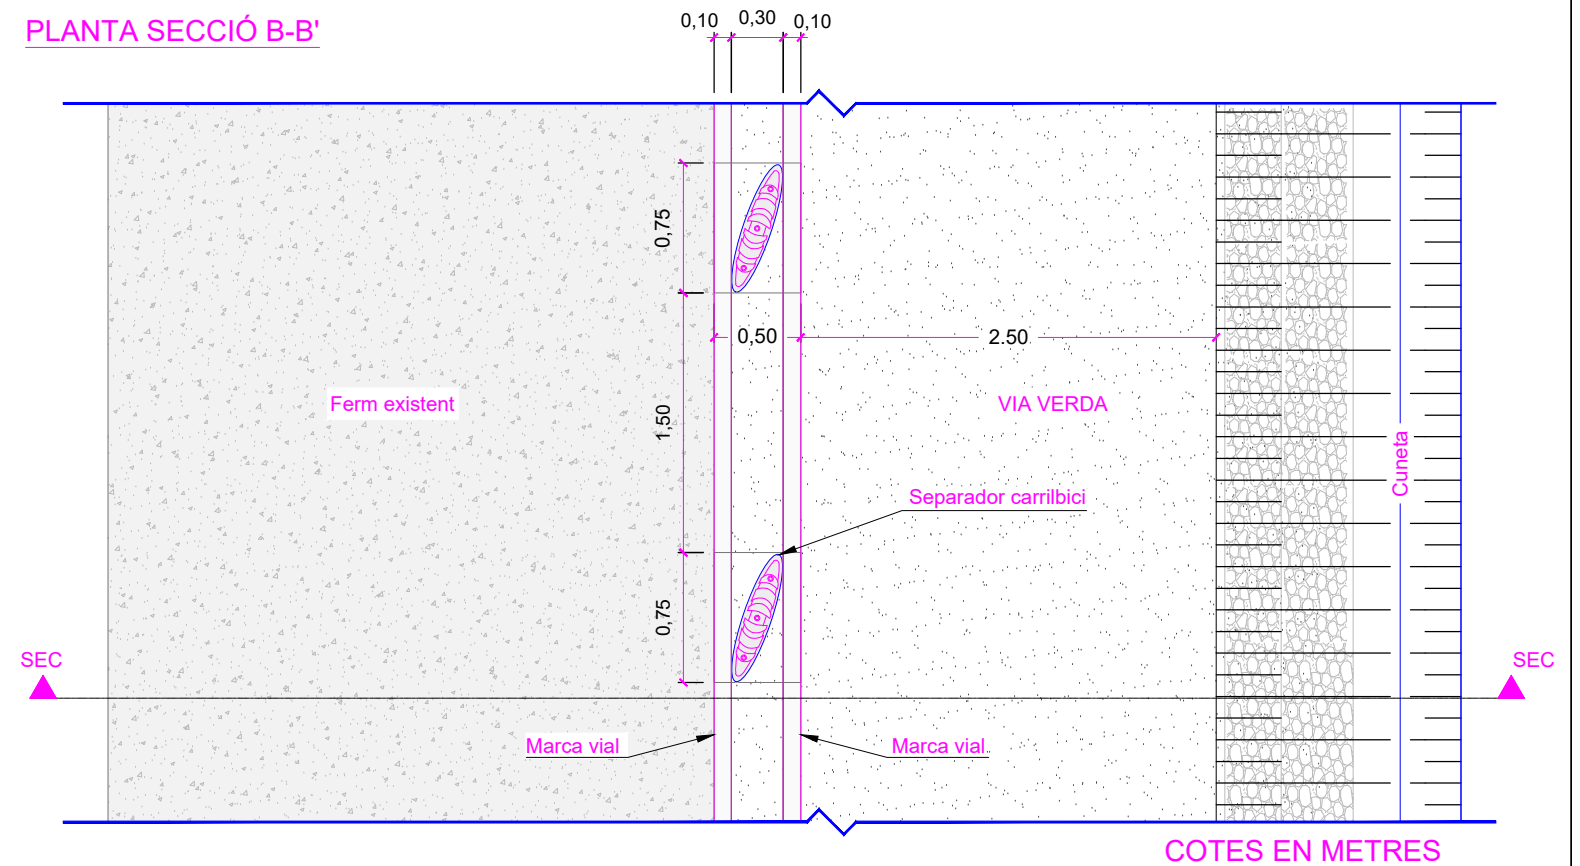 PLANTA SECCIÓ B-B'
0,10 0,30 0,10
0,75
0,50 2.50
Ferm existent
1,50
VIA VERDA
Cuneta
Separador carrilbici
0,75
SEC
SEC
Marca vial
Marca vial
COTES EN METRES